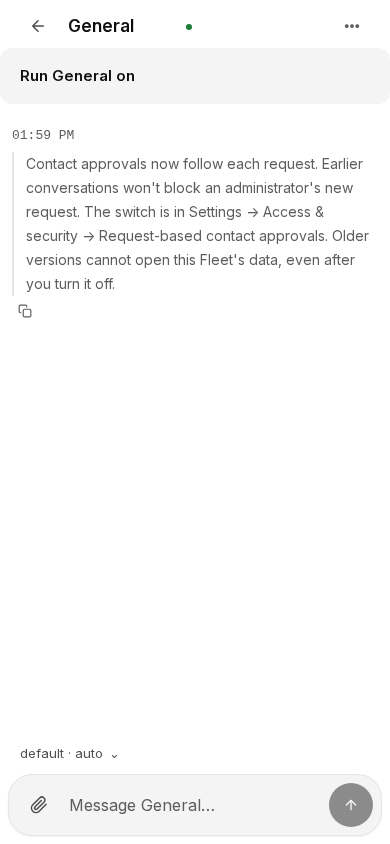 General
Run General on
01:59 PM
Contact approvals now follow each request. Earlier
conversations won't block an administrator's new
request. The switch is in Settings → Access &
security → Request-based contact approvals. Older
versions cannot open this Fleet's data, even after
you turn it off.
default · auto
Message General...